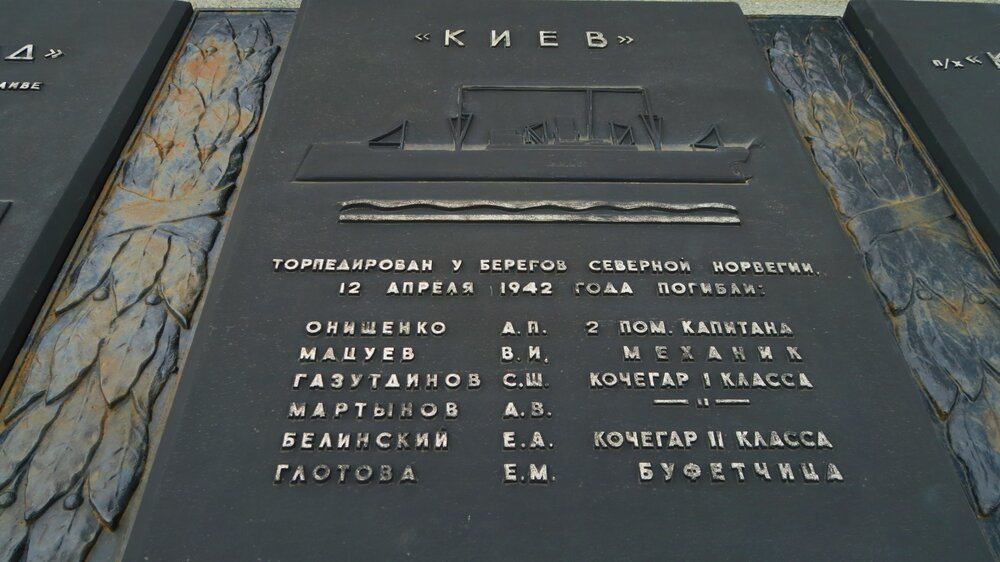 «КИЕВ»
Д»
п/х «
ТОРПЕДИРОВАН У БЕРЕГОВ СЕВЕРНОЙ НОРВЕГИИ.
12 АПРЕЛЯ 1942 ГОДА ПОГИБЛИ:
ОНИЩЕНКО А.П. 2 ПОМ. КАПИТАНА
МАЦУЕВ В.И. МЕХАНИК
ГАЗУТДИНОВ С.Ш. КОЧЕГАР I КЛАССА
МАРТЫНОВ А.В. — " —
БЕЛИНСКИЙ Е.А. КОЧЕГАР II КЛАССА
ГЛОТОВА Е.М. БУФЕТЧИЦА